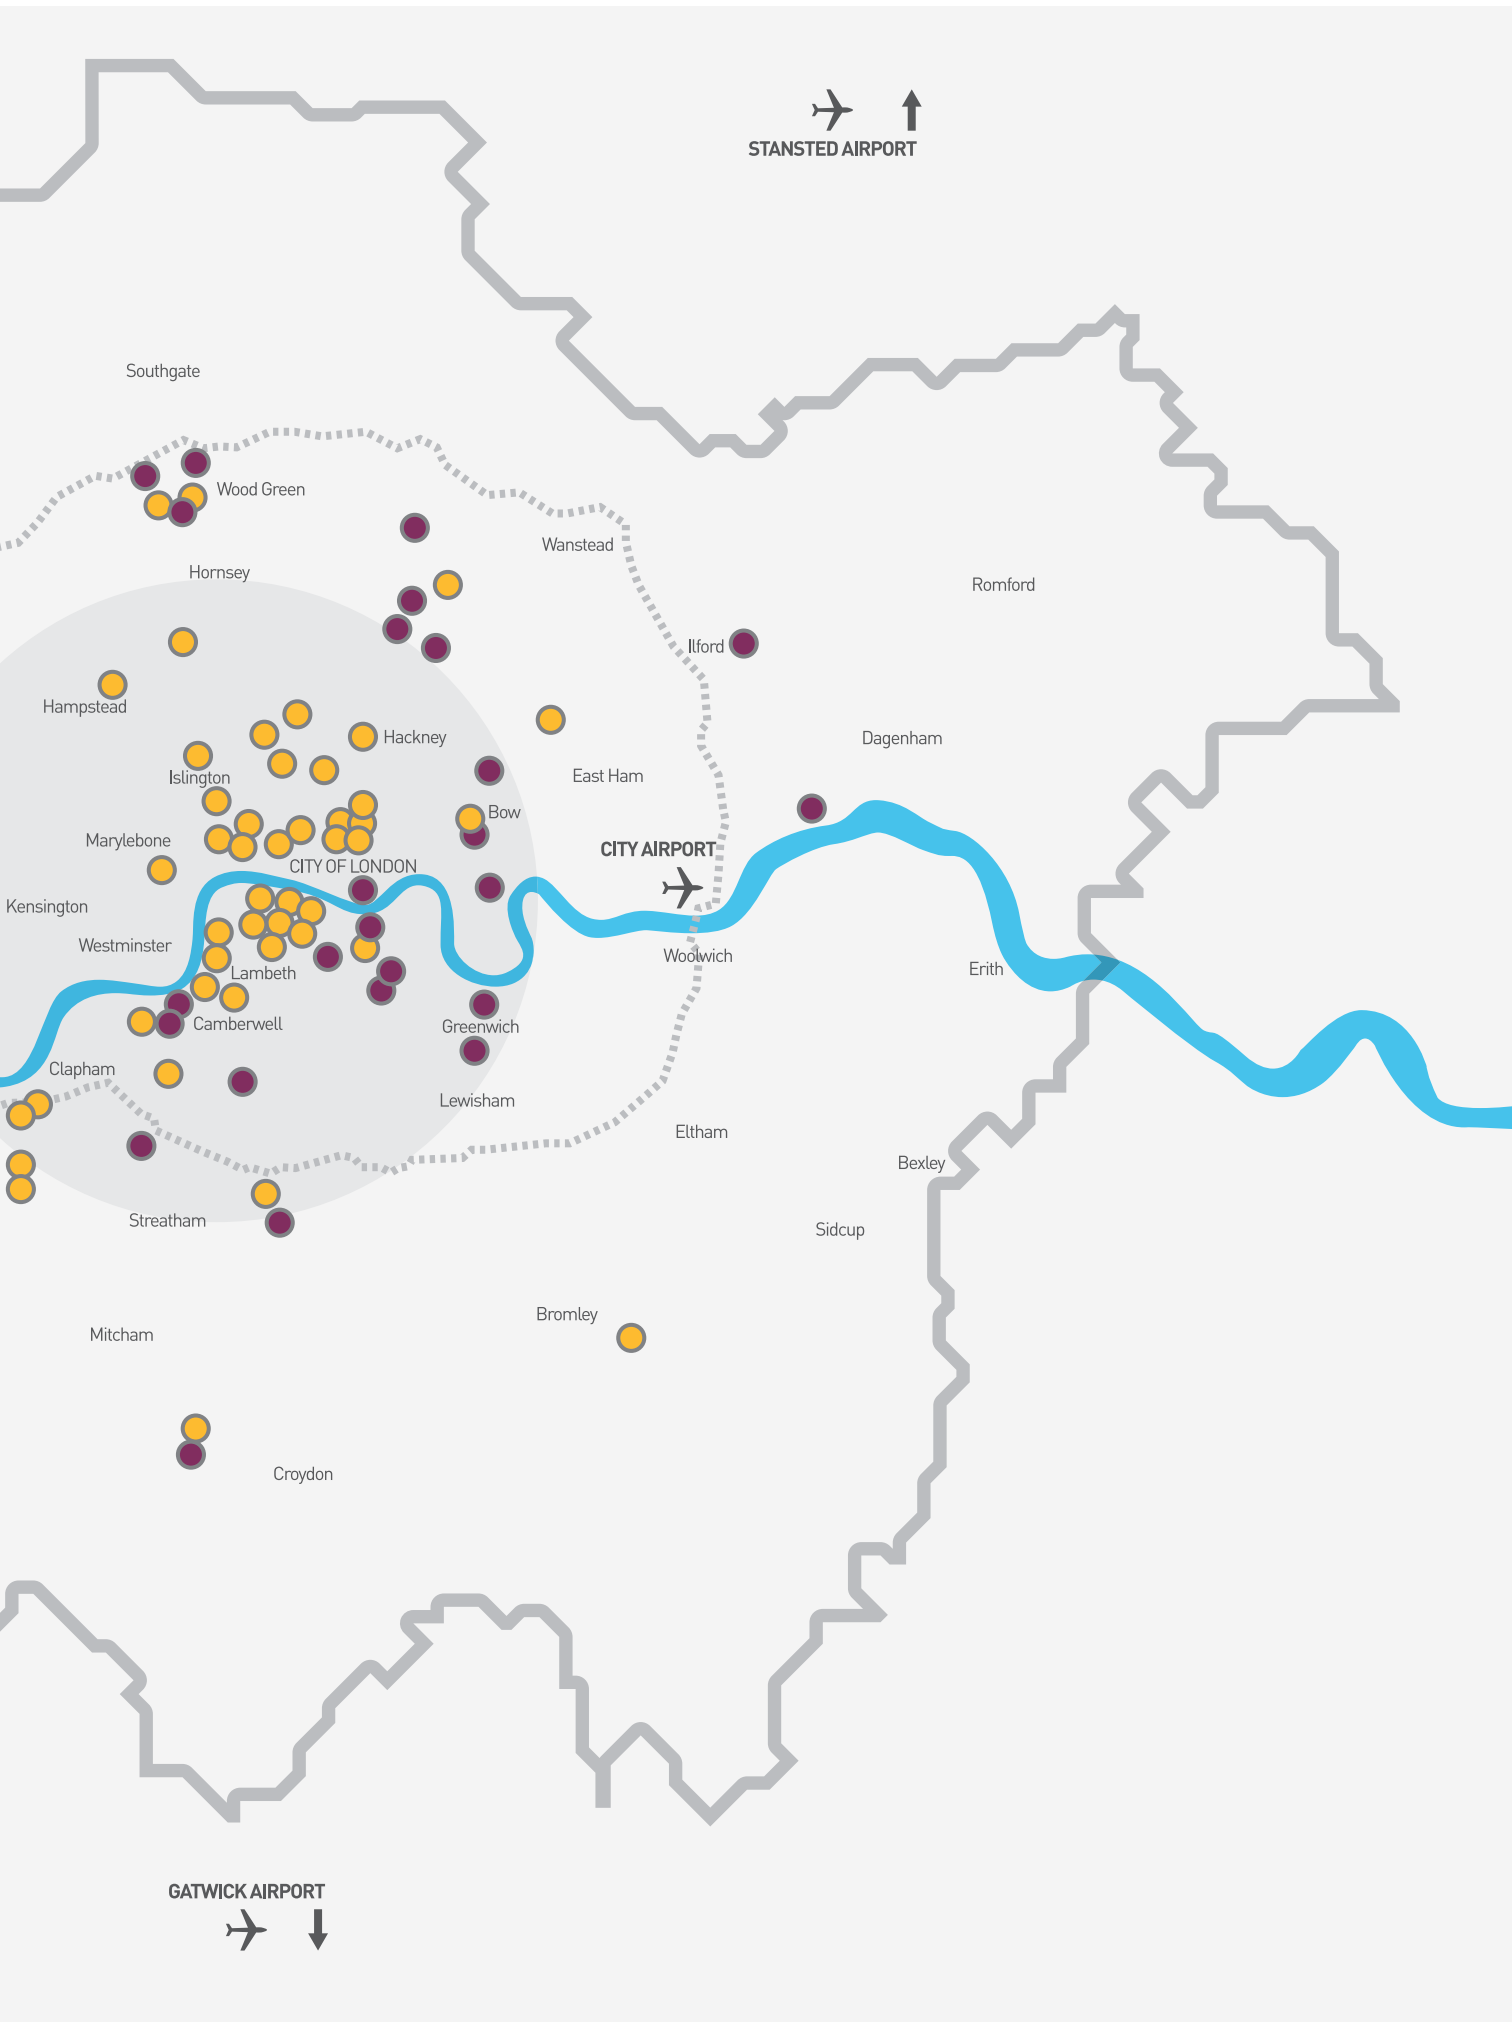 STANSTED AIRPORT
Southgate
Wood Green
Wanstead
Hornsey
Romford
Ilford
Hampstead
Hackney
Dagenham
Islington
East Ham
Bow
Marylebone
CITY AIRPORT
CITY OF LONDON
Kensington
Westminster
Woolwich
Lambeth
Erith
Camberwell
Greenwich
Clapham
Lewisham
Eltham
Bexley
Streatham
Sidcup
Bromley
Mitcham
Croydon
GATWICK AIRPORT